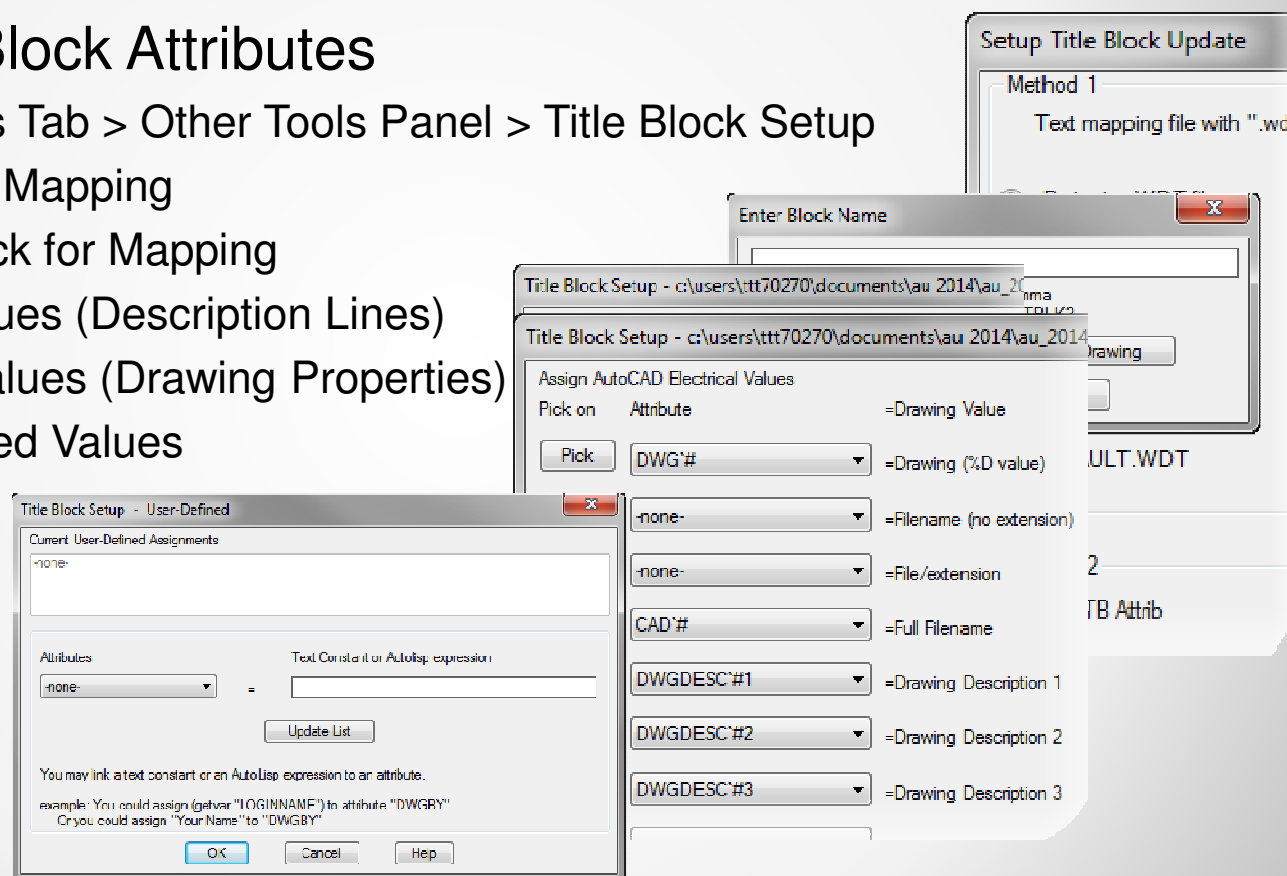 Block Attributes
s Tab > Other Tools Panel > Title Block Setup
Mapping
ck for Mapping
ues (Description Lines)
alues (Drawing Properties)
ed Values
Setup Title Block Update
Method 1
Text mapping file with ".wd
Enter Block Name
mma
Drawing
AULT.WDT
2
TB Attrib
Title Block Setup - c:\users\ttt70270\documents\au 2014\au_20
Title Block Setup - c:\users\ttt70270\documents\au 2014\au_2014
Assign AutoCAD Electrical Values
Pick on Attribute =Drawing Value
Pick DWG`# =Drawing (%D value)
-none- =Filename (no extension)
-none- =File/extension
CAD`# =Full Filename
DWGDESC`#1 =Drawing Description 1
DWGDESC`#2 =Drawing Description 2
DWGDESC`#3 =Drawing Description 3
Title Block Setup - User-Defined
Current User-Defined Assignments
-none-
Attributes Text Constant or Autolisp expression
-none- =
Update List
You may link a text constant or an AutoLisp expression to an attribute.
example: You could assign (getvar "LOGINNAME") to attribute "DWGBY"
Or you could assign "Your Name" to "DWGBY"
OK Cancel Help